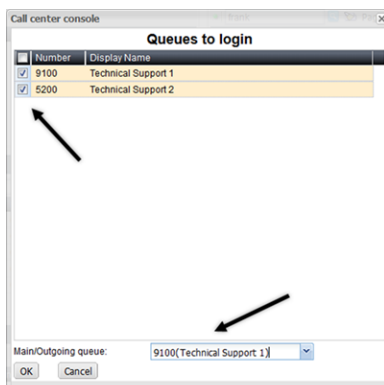 Call center console
Queues to login
Number Display Name
9100 Technical Support 1
5200 Technical Support 2
Main/Outgoing queue: 9100(Technical Support 1)
OK Cancel